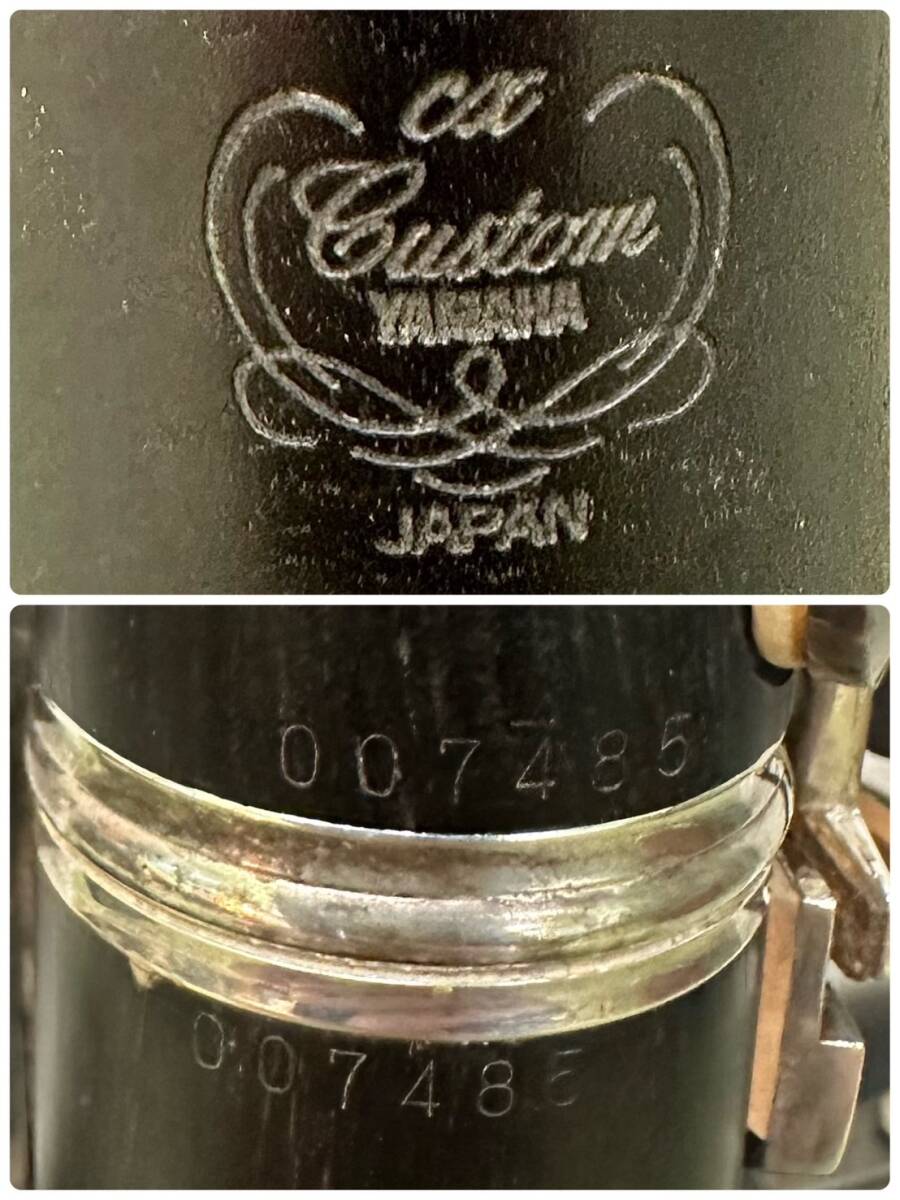 CX
Custom
YAMAHA
JAPAN
007485
007485